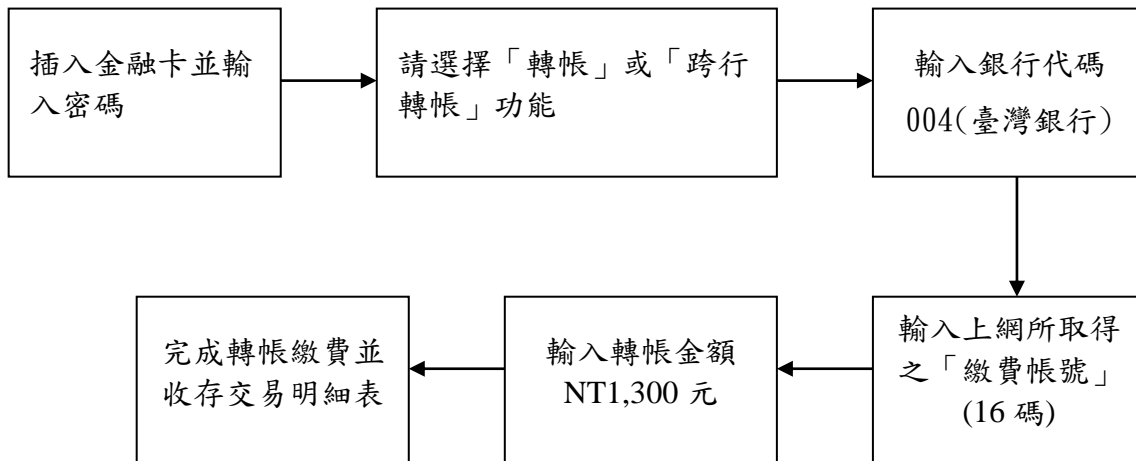 插入金融卡並輸
入密碼
請選擇「轉帳」或「跨行
轉帳」功能
輸入銀行代碼
004(臺灣銀行)
輸入上網所取得
之「繳費帳號」
(16 碼)
輸入轉帳金額
NT1,300 元
完成轉帳繳費並
收存交易明細表